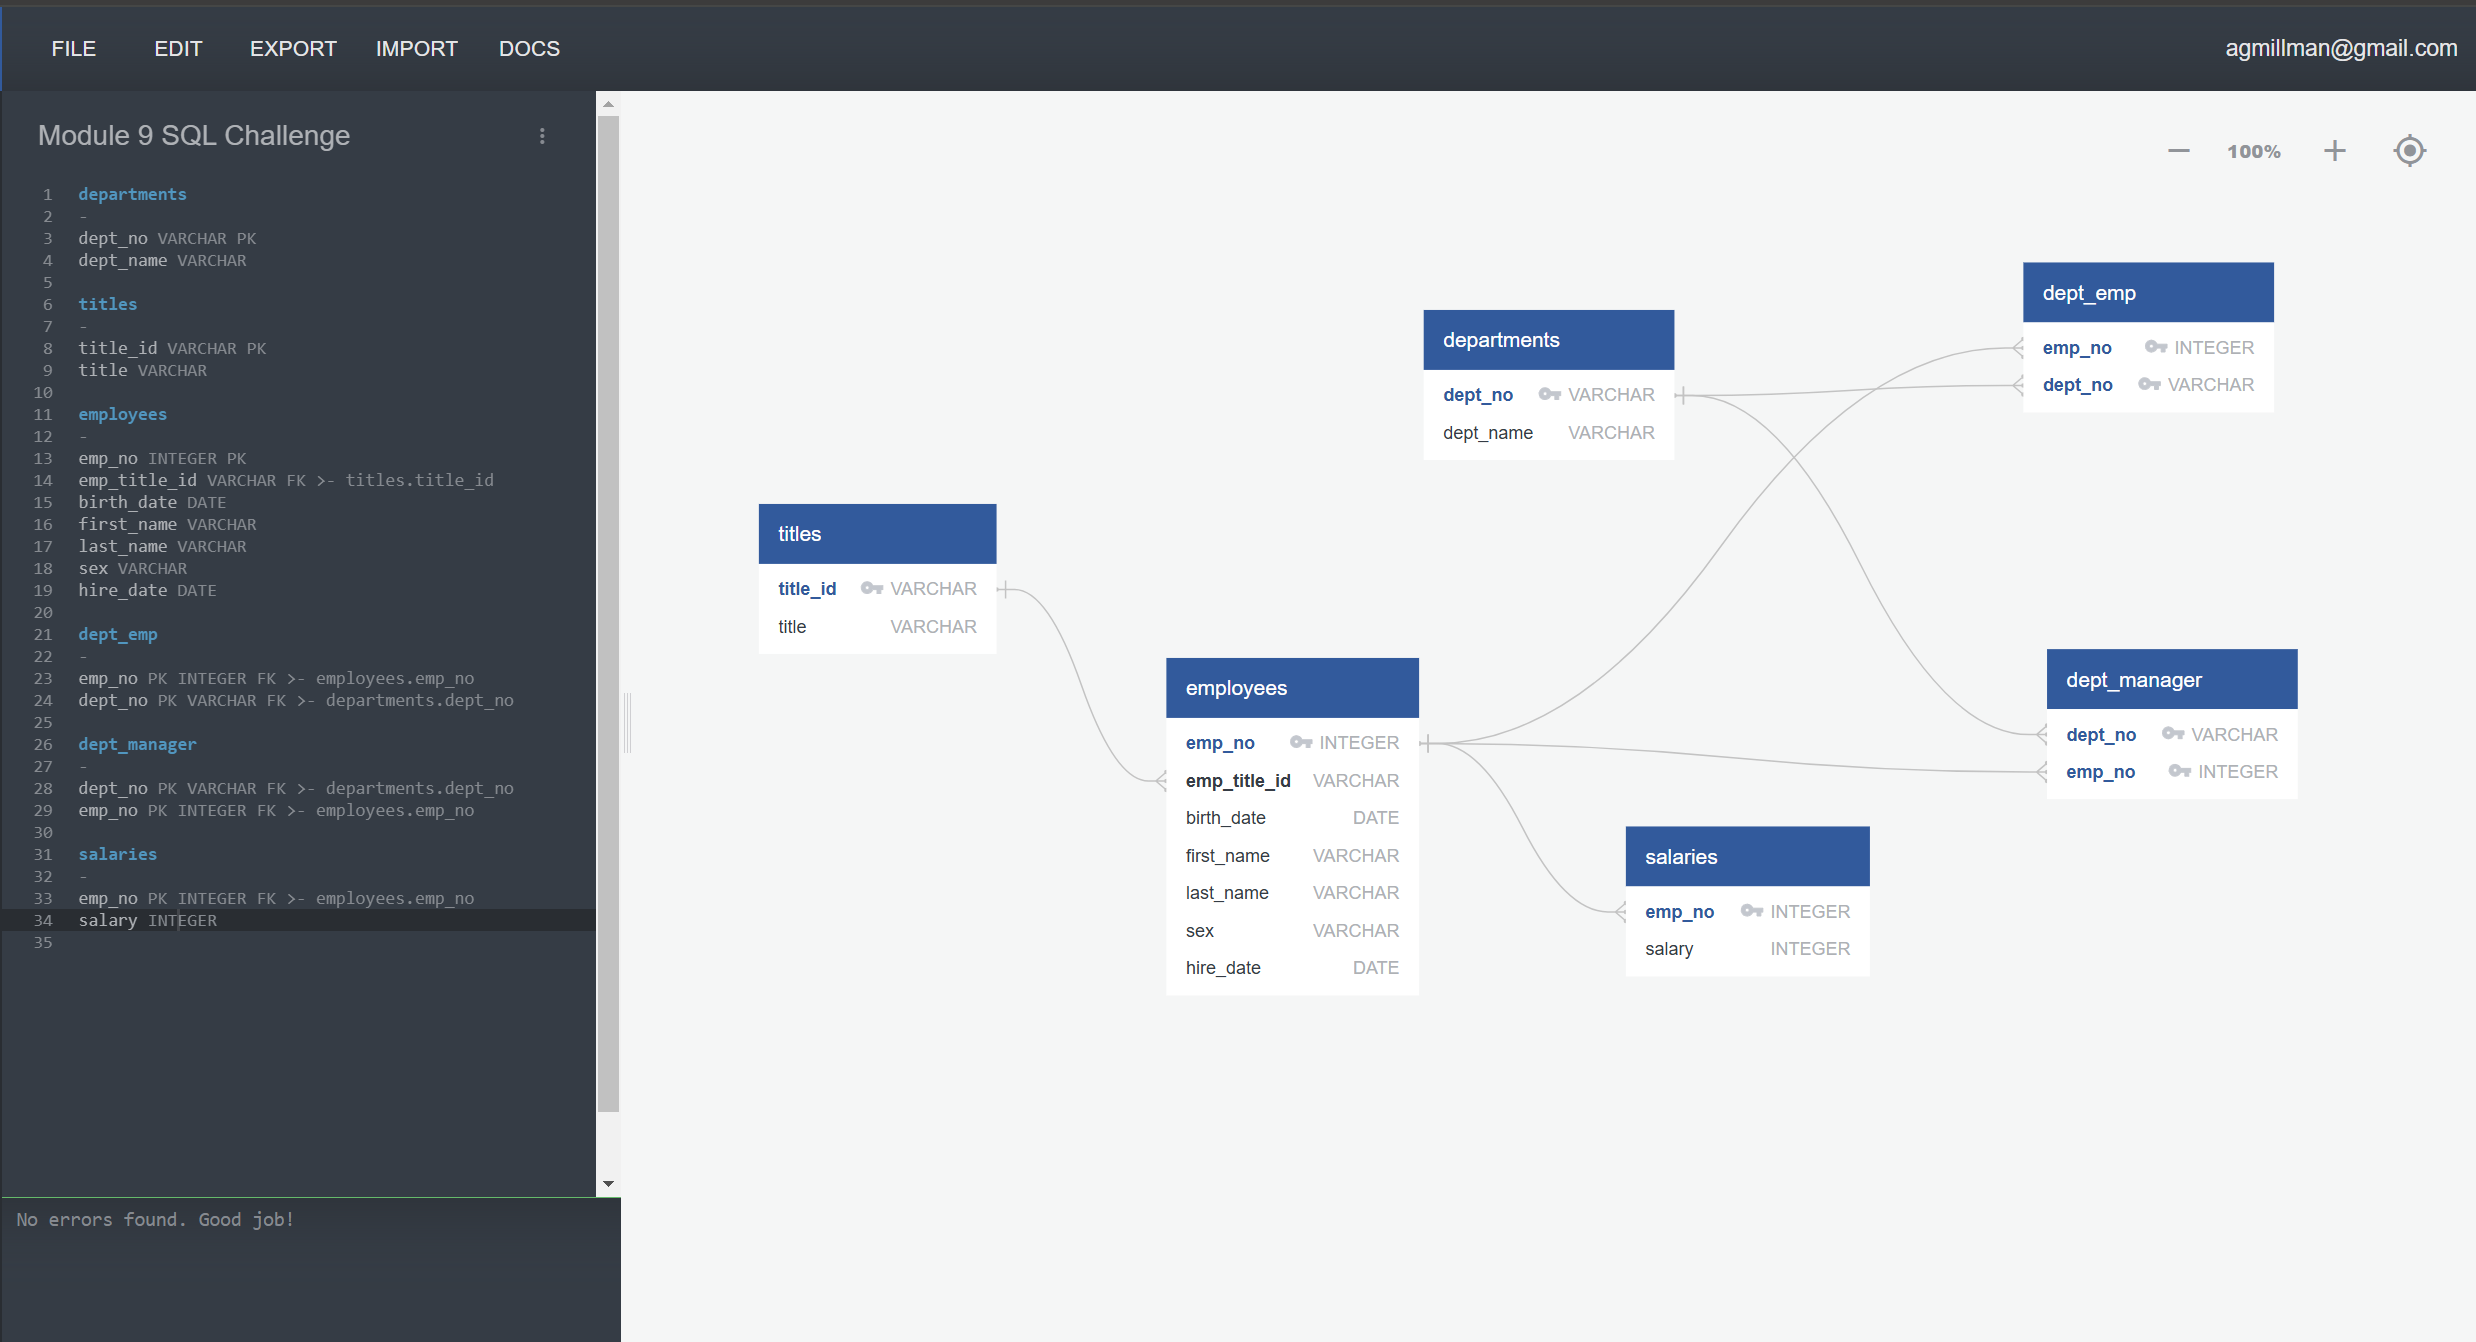 FILE EDIT EXPORT IMPORT DOCS agmillman@gmail.com
Module 9 SQL Challenge
1 departments
2 -
3 dept_no VARCHAR PK
4 dept_name VARCHAR
5
6 titles
7 -
8 title_id VARCHAR PK
9 title VARCHAR
10
11 employees
12 -
13 emp_no INTEGER PK
14 emp_title_id VARCHAR FK >- titles.title_id
15 birth_date DATE
16 first_name VARCHAR
17 last_name VARCHAR
18 sex VARCHAR
19 hire_date DATE
20
21 dept_emp
22 -
23 emp_no PK INTEGER FK >- employees.emp_no
24 dept_no PK VARCHAR FK >- departments.dept_no
25
26 dept_manager
27 -
28 dept_no PK VARCHAR FK >- departments.dept_no
29 emp_no PK INTEGER FK >- employees.emp_no
30
31 salaries
32 -
33 emp_no PK INTEGER FK >- employees.emp_no
34 salary INTEGER
35
No errors found. Good job!
100%
titles
title_id VARCHAR
title VARCHAR
departments
dept_no VARCHAR
dept_name VARCHAR
dept_emp
emp_no INTEGER
dept_no VARCHAR
employees
emp_no INTEGER
emp_title_id VARCHAR
birth_date DATE
first_name VARCHAR
last_name VARCHAR
sex VARCHAR
hire_date DATE
dept_manager
dept_no VARCHAR
emp_no INTEGER
salaries
emp_no INTEGER
salary INTEGER